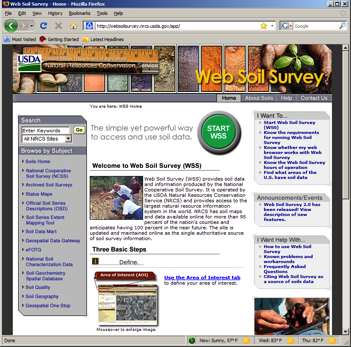 Web Soil Survey - Home - Mozilla Firefox
File Edit View History Bookmarks Tools Help
http://websoilsurvey.nrcs.usda.gov/app/
Google
Most Visited Getting Started Latest Headlines
USDA United States Department of Agriculture
Natural Resources Conservation Service
Web Soil Survey
Home About Soils Help Contact Us
You are here: WSS Home
Search
Enter Keywords Go
All NRCS Sites
Browse by Subject
Soils Home
National Cooperative
Soil Survey (NCSS)
Archived Soil Surveys
Status Maps
Official Soil Series
Descriptions (OSD)
Soil Series Extent
Mapping Tool
Soil Data Mart
Geospatial Data Gateway
eFOTG
National Soil
Characterization Data
Soil Geochemistry
Spatial Database
Soil Quality
Soil Geography
Geospatial One Stop
The simple yet powerful way
to access and use soil data.
START
WSS
Welcome to Web Soil Survey (WSS)
Web Soil Survey (WSS) provides soil data
and information produced by the National
Cooperative Soil Survey. It is operated by
the USDA Natural Resources Conservation
Service (NRCS) and provides access to the
largest natural resource information
system in the world. NRCS has soil maps
and data available online for more than 95
percent of the nation's counties and
anticipates having 100 percent in the near future. The site is
updated and maintained online as the single authoritative source
of soil survey information.
Three Basic Steps
1 Define...
Area of Interest (AOI)
Use the Area of Interest tab
to define your area of interest.
Mouseover to enlarge image.
I Want To...
Start Web Soil Survey
(WSS)
Know the requirements
for running Web Soil
Survey
Know whether my web
browser works with Web
Soil Survey
Know the Web Soil Survey
hours of operation
Find what areas of the
U.S. have soil data
Announcements/Events
Web Soil Survey 2.0 has
been released! View
description of new
features.
I Want Help With...
How to use Web Soil
Survey
Known problems and
workarounds
Frequently Asked
Questions
Citing Web Soil Survey
as a source of soils data
Done
Now: Sunny, 57° F Wed: 83° F Thu: 82° F